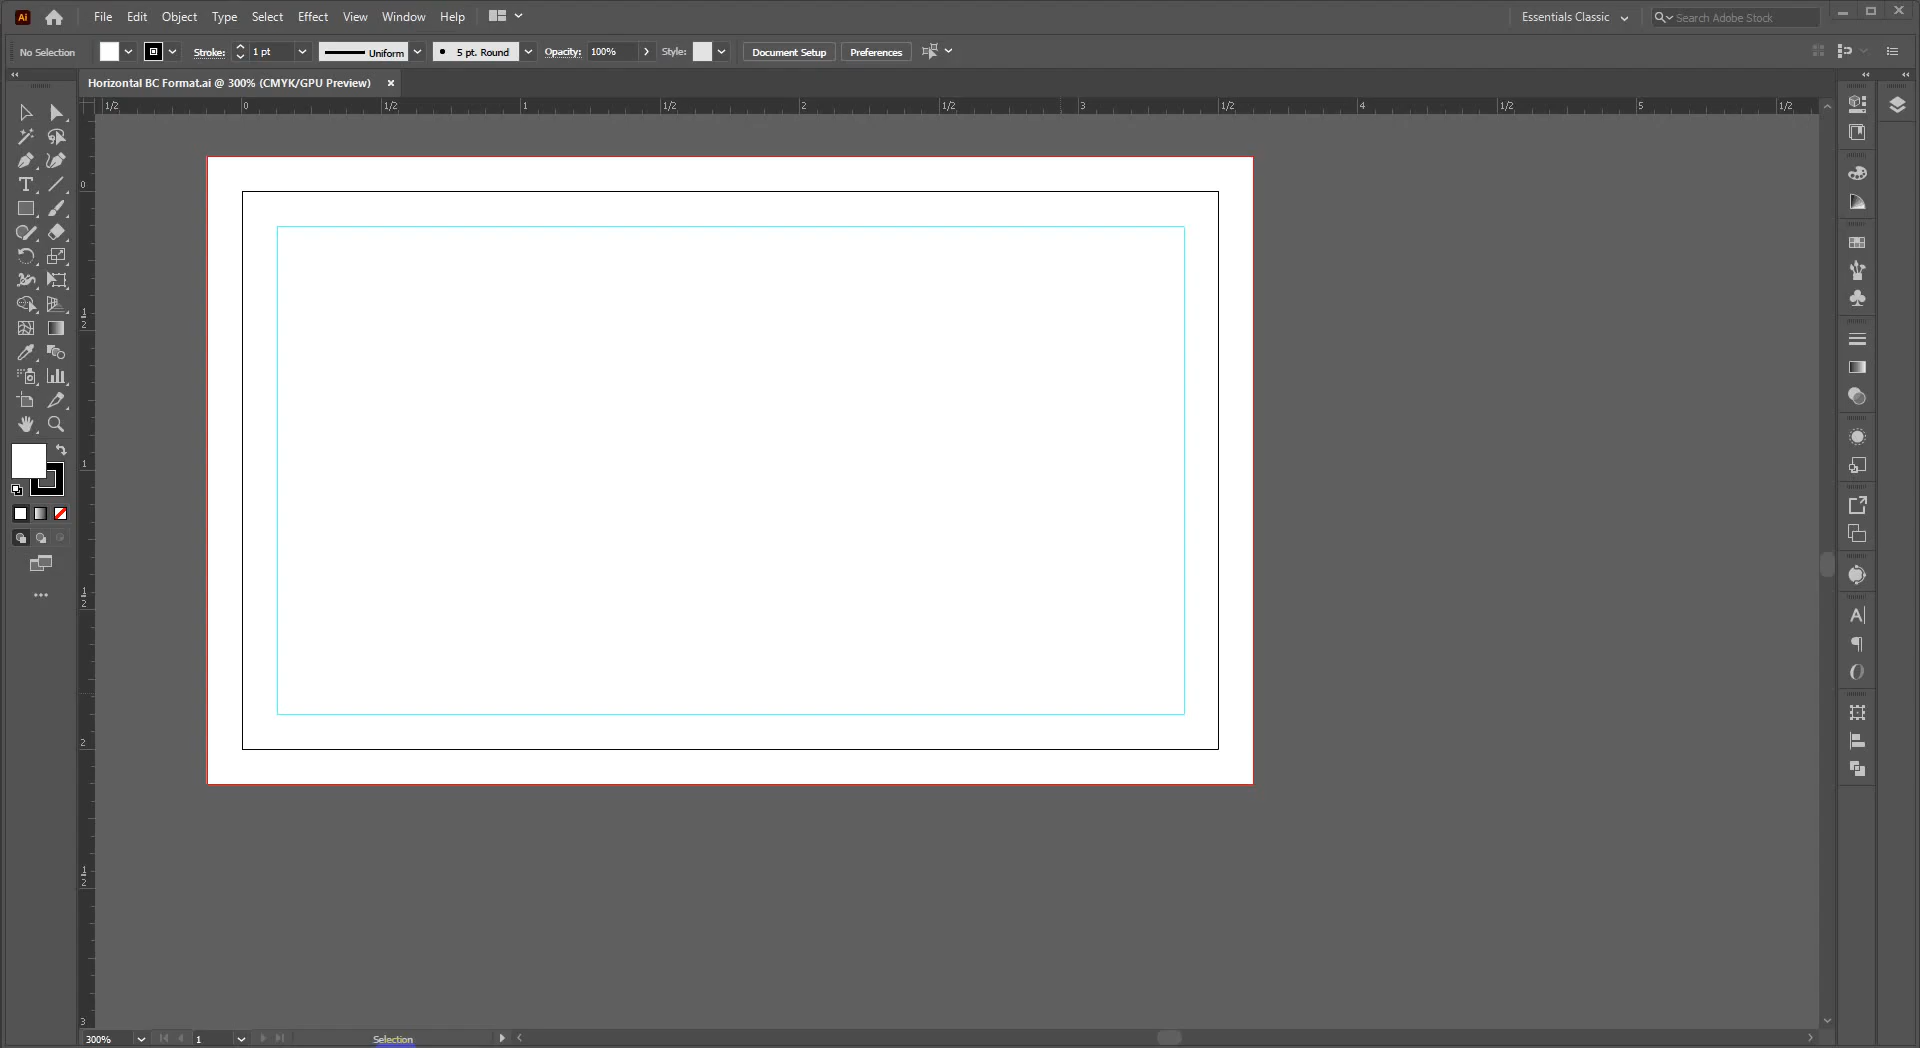 Ai File Edit Object Type Select Effect View Window Help Essentials Classic Search Adobe Stock
No Selection Stroke: 1 pt Uniform 5 pt. Round Opacity: 100% Style: Document Setup Preferences
Horizontal BC Format.ai @ 300% (CMYK/GPU Preview) ×
1/2 0 1/2 1 1/2 2 1/2 3 1/2 4 1/2 5 1/2
0
1
2
1
1
2
2
1
2
3
300% 1 Selection